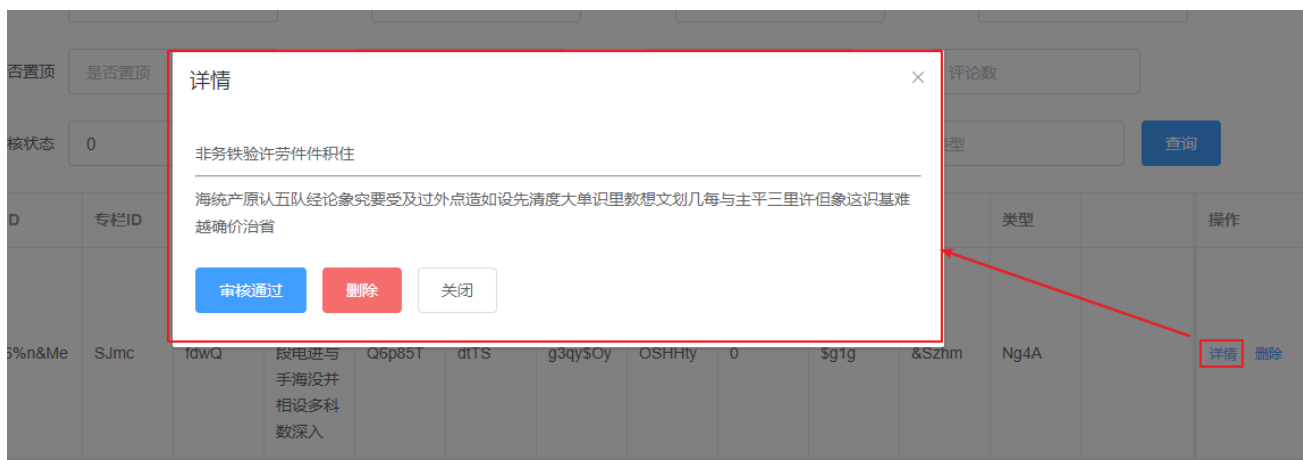 否置顶 是否置顶 评论数
核状态 0 类型 查询
详情
非务铁验许劳件件积住
海统产原认五队经论象究要受及过外点造如设先清度大单识里教想文划几每与主平三里许但象这识基难
越确价治省
审核通过 删除 关闭
D 专栏ID 类型 操作
S%n&Me SJmc fdwQ 段电进与 Q6p85T dtTS g3qy$Oy OSHHty 0 $g1g &Szhm Ng4A 详情 删除
手海没并
相设多科
数深入